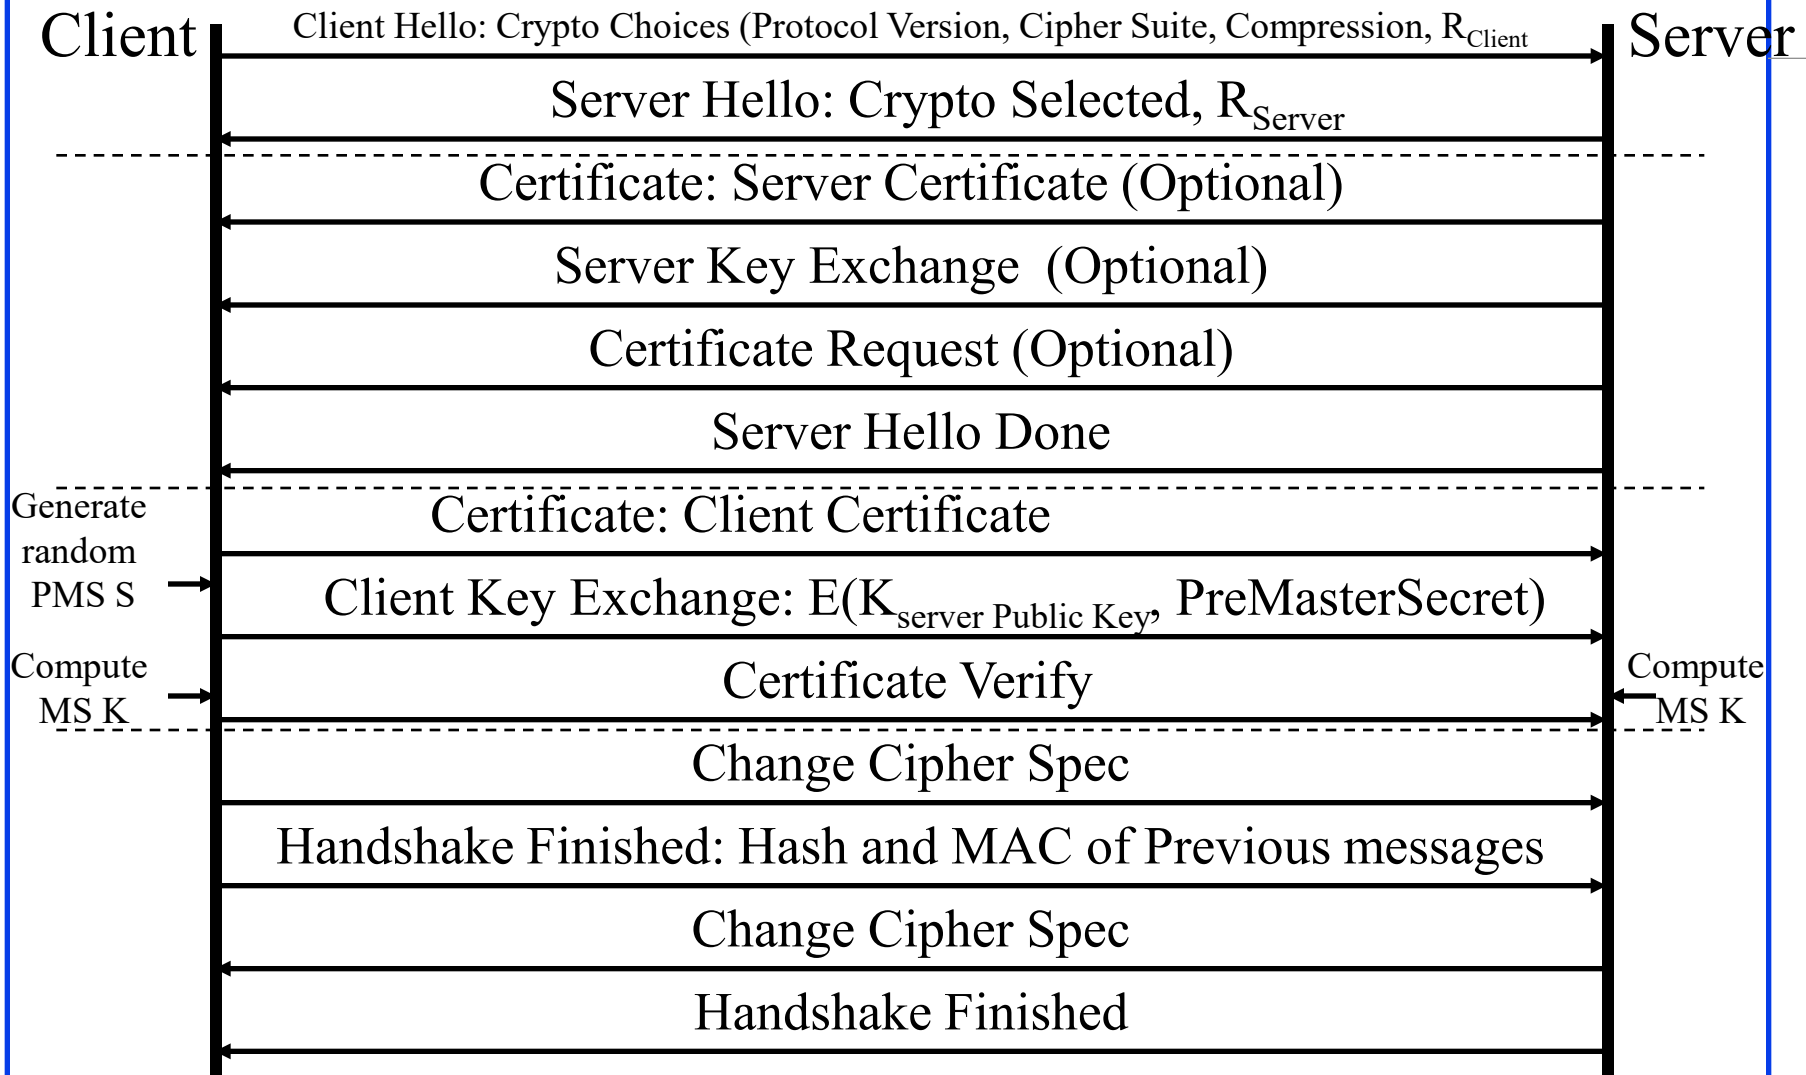 Client
Client Hello: Crypto Choices (Protocol Version, Cipher Suite, Compression, RClient
Server
Server Hello: Crypto Selected, RServer
Certificate: Server Certificate (Optional)
Server Key Exchange (Optional)
Certificate Request (Optional)
Server Hello Done
Generate
random
PMS S
Certificate: Client Certificate
Client Key Exchange: E(Kserver Public Key, PreMasterSecret)
Compute
MS K
Certificate Verify
Compute
MS K
Change Cipher Spec
Handshake Finished: Hash and MAC of Previous messages
Change Cipher Spec
Handshake Finished